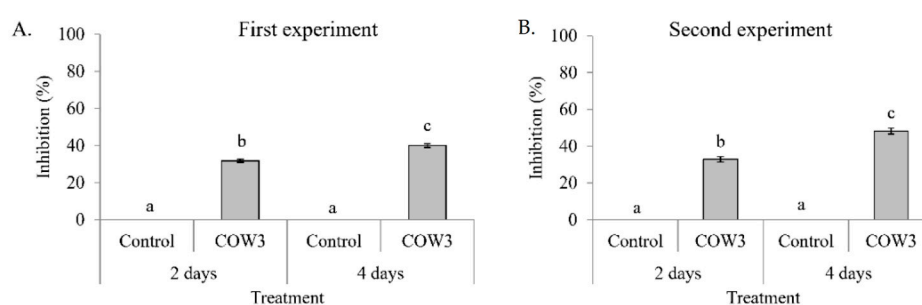 A.
First experiment
Inhibition (%)
100
80
60
40
20
0
a
b
a
c
Control COW3 Control COW3
2 days 4 days
Treatment
B.
Second experiment
Inhibition (%)
100
80
60
40
20
0
a
b
a
c
Control COW3 Control COW3
2 days 4 days
Treatment